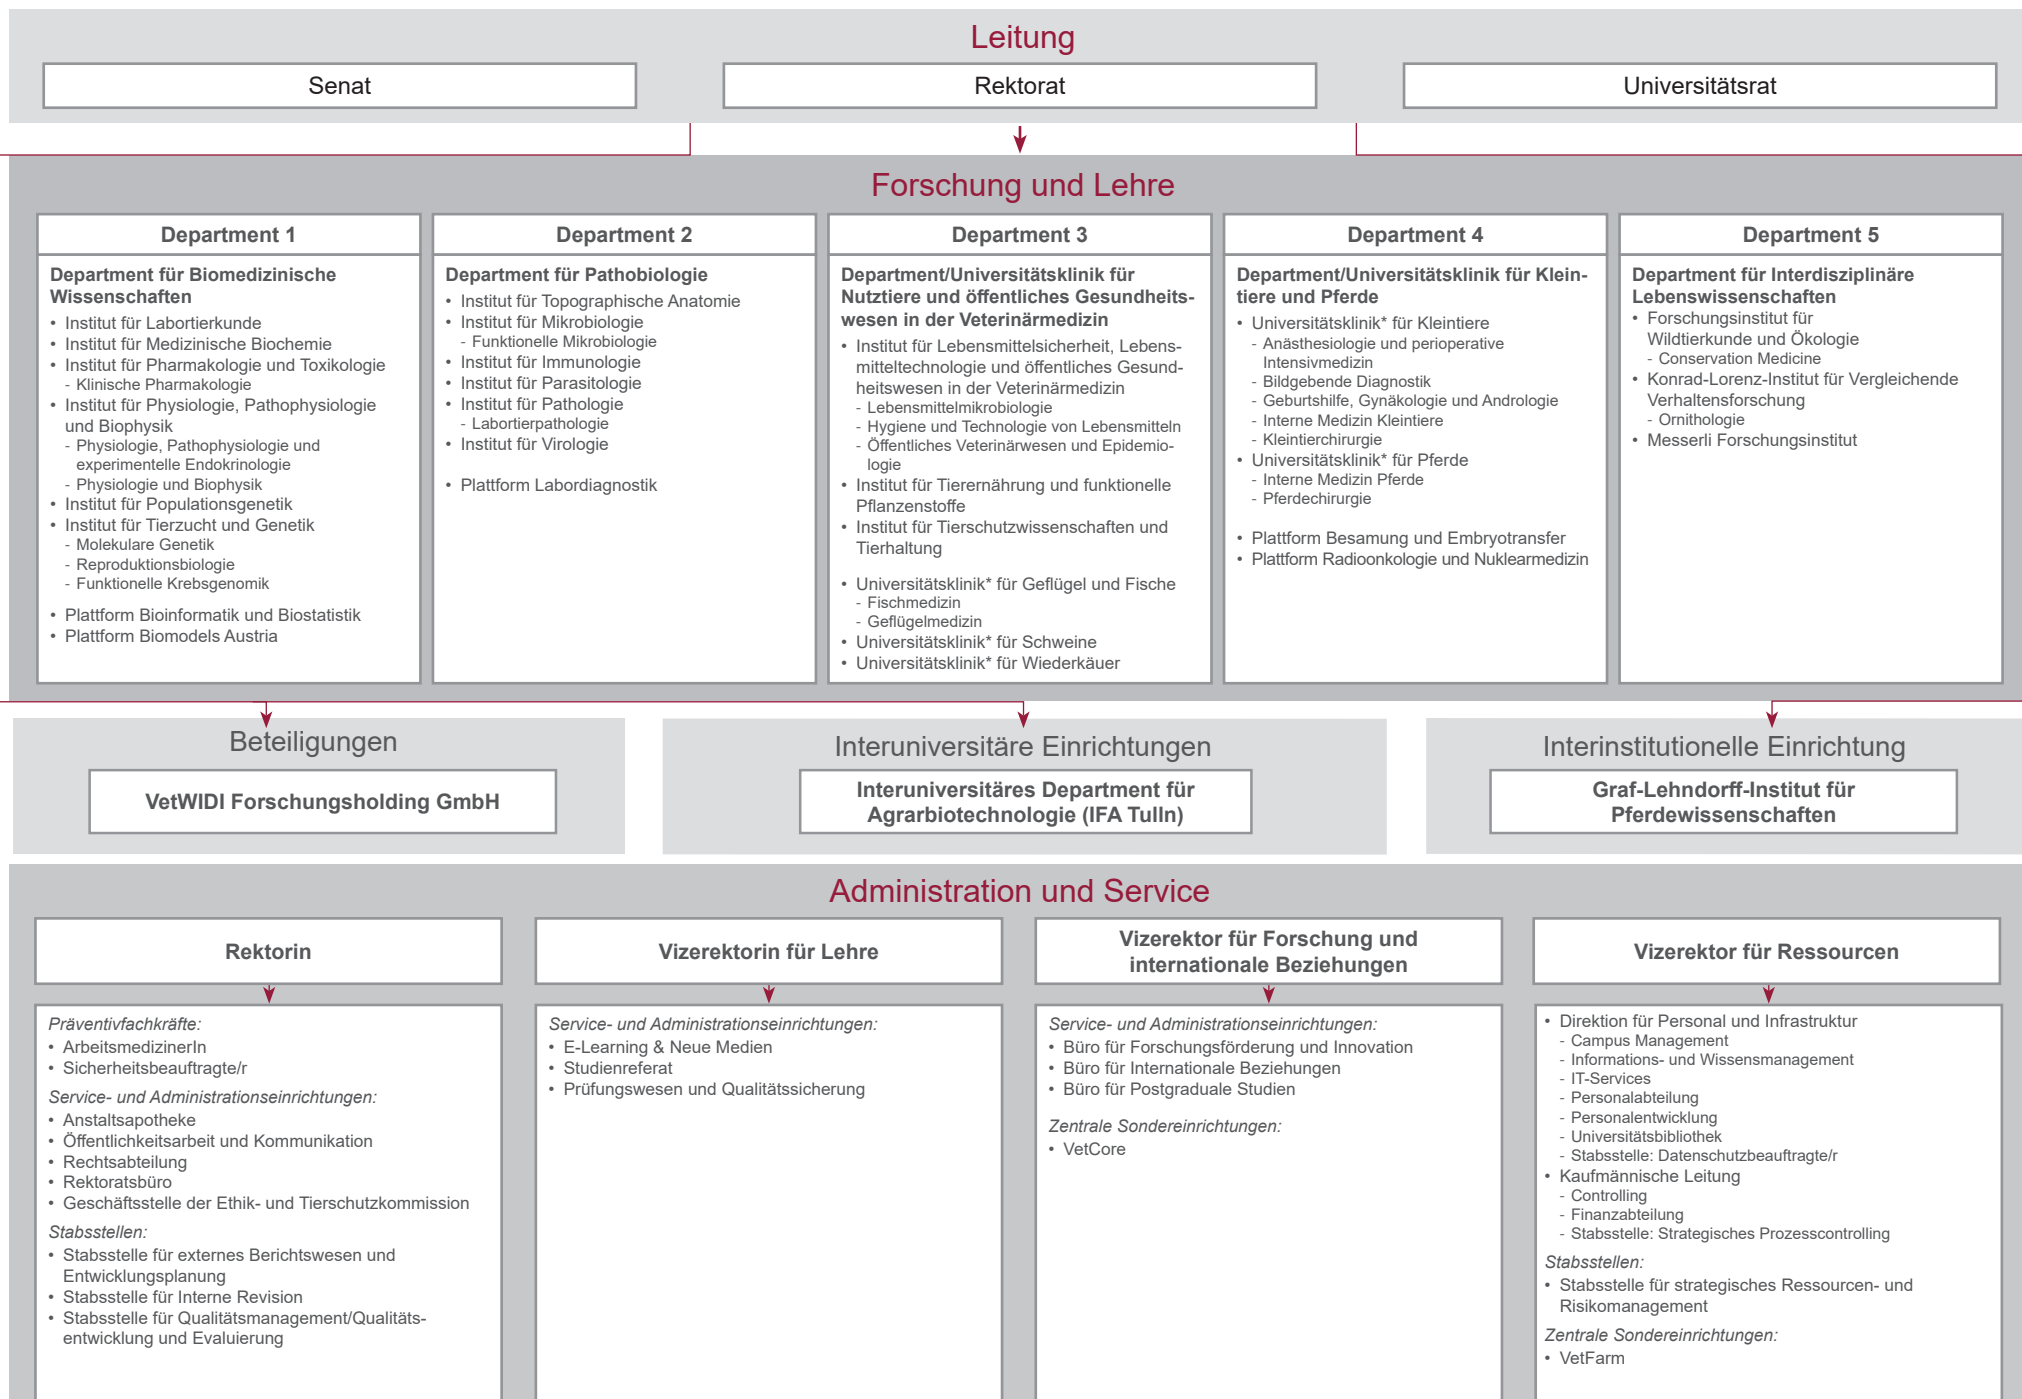 Leitung
Senat
Rektorat
Universitätsrat
Forschung und Lehre
Department 1
Department für Biomedizinische
Wissenschaften
• Institut für Labortierkunde
• Institut für Medizinische Biochemie
• Institut für Pharmakologie und Toxikologie
- Klinische Pharmakologie
• Institut für Physiologie, Pathophysiologie
und Biophysik
- Physiologie, Pathophysiologie und
experimentelle Endokrinologie
- Physiologie und Biophysik
• Institut für Populationsgenetik
• Institut für Tierzucht und Genetik
- Molekulare Genetik
- Reproduktionsbiologie
- Funktionelle Krebsgenomik
• Plattform Bioinformatik und Biostatistik
• Plattform Biomodels Austria
Department 2
Department für Pathobiologie
• Institut für Topographische Anatomie
• Institut für Mikrobiologie
- Funktionelle Mikrobiologie
• Institut für Immunologie
• Institut für Parasitologie
• Institut für Pathologie
- Labortierpathologie
• Institut für Virologie
• Plattform Labordiagnostik
Department 3
Department/Universitätsklinik für
Nutztiere und öffentliches Gesundheits-
wesen in der Veterinärmedizin
• Institut für Lebensmittelsicherheit, Lebens-
mitteltechnologie und öffentliches Gesund-
heitswesen in der Veterinärmedizin
- Lebensmittelmikrobiologie
- Hygiene und Technologie von Lebensmitteln
- Öffentliches Veterinärwesen und Epidemio-
logie
• Institut für Tierernährung und funktionelle
Pflanzenstoffe
• Institut für Tierschutzwissenschaften und
Tierhaltung
• Universitätsklinik* für Geflügel und Fische
- Fischmedizin
- Geflügelmedizin
• Universitätsklinik* für Schweine
• Universitätsklinik* für Wiederkäuer
Department 4
Department/Universitätsklinik für Klein-
tiere und Pferde
• Universitätsklinik* für Kleintiere
- Anästhesiologie und perioperative
Intensivmedizin
- Bildgebende Diagnostik
- Geburtshilfe, Gynäkologie und Andrologie
- Interne Medizin Kleintiere
- Kleintierchirurgie
• Universitätsklinik* für Pferde
- Interne Medizin Pferde
- Pferdechirurgie
• Plattform Besamung und Embryotransfer
• Plattform Radioonkologie und Nuklearmedizin
Department 5
Department für Interdisziplinäre
Lebenswissenschaften
• Forschungsinstitut für
Wildtierkunde und Ökologie
- Conservation Medicine
• Konrad-Lorenz-Institut für Vergleichende
Verhaltensforschung
- Ornithologie
• Messerli Forschungsinstitut
Beteiligungen
VetWIDI Forschungsholding GmbH
Interuniversitäre Einrichtungen
Interuniversitäres Department für
Agrarbiotechnologie (IFA Tulln)
Interinstitutionelle Einrichtung
Graf-Lehndorff-Institut für
Pferdewissenschaften
Administration und Service
Rektorin
Präventivfachkräfte:
• ArbeitsmedizinerIn
• Sicherheitsbeauftragte/r
Service- und Administrationseinrichtungen:
• Anstaltsapotheke
• Öffentlichkeitsarbeit und Kommunikation
• Rechtsabteilung
• Rektoratsbüro
• Geschäftsstelle der Ethik- und Tierschutzkommission
Stabsstellen:
• Stabsstelle für externes Berichtswesen und
Entwicklungsplanung
• Stabsstelle für Interne Revision
• Stabsstelle für Qualitätsmanagement/Qualitäts-
entwicklung und Evaluierung
Vizerektorin für Lehre
Service- und Administrationseinrichtungen:
• E-Learning & Neue Medien
• Studienreferat
• Prüfungswesen und Qualitätssicherung
Vizerektor für Forschung und
internationale Beziehungen
Service- und Administrationseinrichtungen:
• Büro für Forschungsförderung und Innovation
• Büro für Internationale Beziehungen
• Büro für Postgraduale Studien
Zentrale Sondereinrichtungen:
• VetCore
Vizerektor für Ressourcen
• Direktion für Personal und Infrastruktur
- Campus Management
- Informations- und Wissensmanagement
- IT-Services
- Personalabteilung
- Personalentwicklung
- Universitätsbibliothek
- Stabsstelle: Datenschutzbeauftragte/r
• Kaufmännische Leitung
- Controlling
- Finanzabteilung
- Stabsstelle: Strategisches Prozesscontrolling
Stabsstellen:
• Stabsstelle für strategisches Ressourcen- und
Risikomanagement
Zentrale Sondereinrichtungen:
• VetFarm